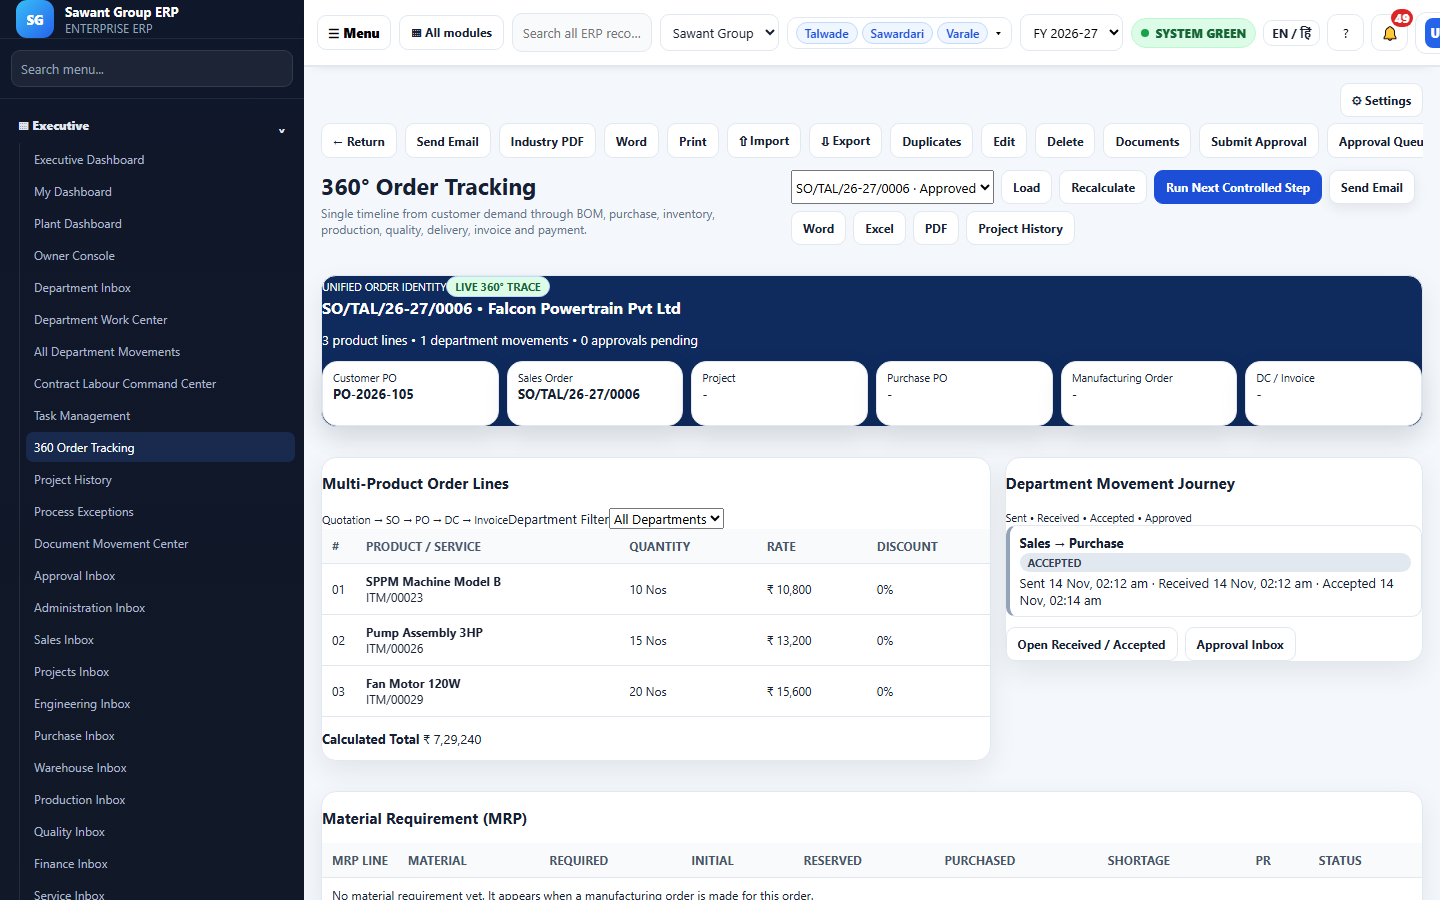 SG
Sawant Group ERP
ENTERPRISE ERP
Search menu...
Executive
Executive Dashboard
My Dashboard
Plant Dashboard
Owner Console
Department Inbox
Department Work Center
All Department Movements
Contract Labour Command Center
Task Management
360 Order Tracking
Project History
Process Exceptions
Document Movement Center
Approval Inbox
Administration Inbox
Sales Inbox
Projects Inbox
Engineering Inbox
Purchase Inbox
Warehouse Inbox
Production Inbox
Quality Inbox
Finance Inbox
Service Inbox
☰ Menu
All modules
Search all ERP reco...
Sawant Group
Talwade
Sawardari
Varale
FY 2026-27
SYSTEM GREEN
EN / हिं
?
49
U
⚙ Settings
← Return
Send Email
Industry PDF
Word
Print
⇧ Import
⇩ Export
Duplicates
Edit
Delete
Documents
Submit Approval
Approval Queu
360° Order Tracking
Single timeline from customer demand through BOM, purchase, inventory,
production, quality, delivery, invoice and payment.
SO/TAL/26-27/0006 · Approved
Load
Recalculate
Run Next Controlled Step
Send Email
Word
Excel
PDF
Project History
UNIFIED ORDER IDENTITY LIVE 360° TRACE
SO/TAL/26-27/0006 • Falcon Powertrain Pvt Ltd
3 product lines • 1 department movements • 0 approvals pending
Customer PO
PO-2026-105
Sales Order
SO/TAL/26-27/0006
Project
-
Purchase PO
-
Manufacturing Order
-
DC / Invoice
-
Multi-Product Order Lines
Quotation → SO → PO → DC → Invoice Department Filter All Departments
# PRODUCT / SERVICE QUANTITY RATE DISCOUNT
01 SPPM Machine Model B ITM/00023 10 Nos ₹ 10,800 0%
02 Pump Assembly 3HP ITM/00026 15 Nos ₹ 13,200 0%
03 Fan Motor 120W ITM/00029 20 Nos ₹ 15,600 0%
Calculated Total ₹ 7,29,240
Department Movement Journey
Sent • Received • Accepted • Approved
Sales → Purchase
ACCEPTED
Sent 14 Nov, 02:12 am · Received 14 Nov, 02:12 am · Accepted 14
Nov, 02:14 am
Open Received / Accepted
Approval Inbox
Material Requirement (MRP)
MRP LINE MATERIAL REQUIRED INITIAL RESERVED PURCHASED SHORTAGE PR STATUS
No material requirement yet. It appears when a manufacturing order is made for this order.